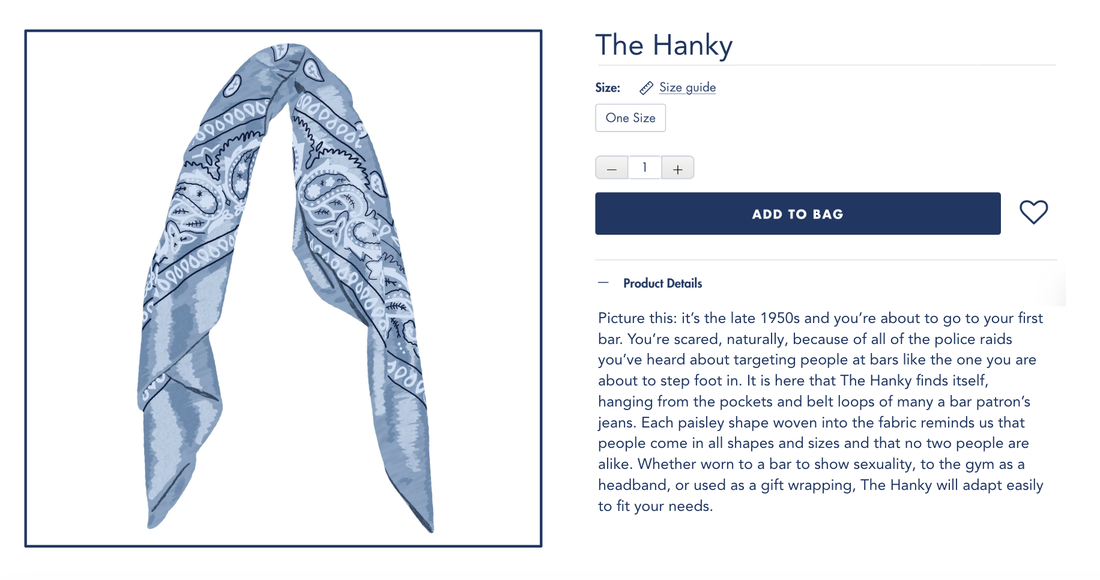 The Hanky
Size:
Size guide
One Size
— 1 +
ADD TO BAG
— Product Details
Picture this: it’s the late 1950s and you’re about to go to your first
bar. You’re scared, naturally, because of all of the police raids
you’ve heard about targeting people at bars like the one you are
about to step foot in. It is here that The Hanky finds itself,
hanging from the pockets and belt loops of many a bar patron’s
jeans. Each paisley shape woven into the fabric reminds us that
people come in all shapes and sizes and that no two people are
alike. Whether worn to a bar to show sexuality, to the gym as a
headband, or used as a gift wrapping, The Hanky will adapt easily
to fit your needs.